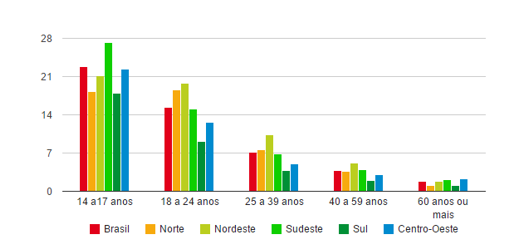 28
21
14
7
0
14 a17 anos
18 a 24 anos
25 a 39 anos
40 a 59 anos
60 anos ou
mais
Brasil
Norte
Nordeste
Sudeste
Sul
Centro-Oeste